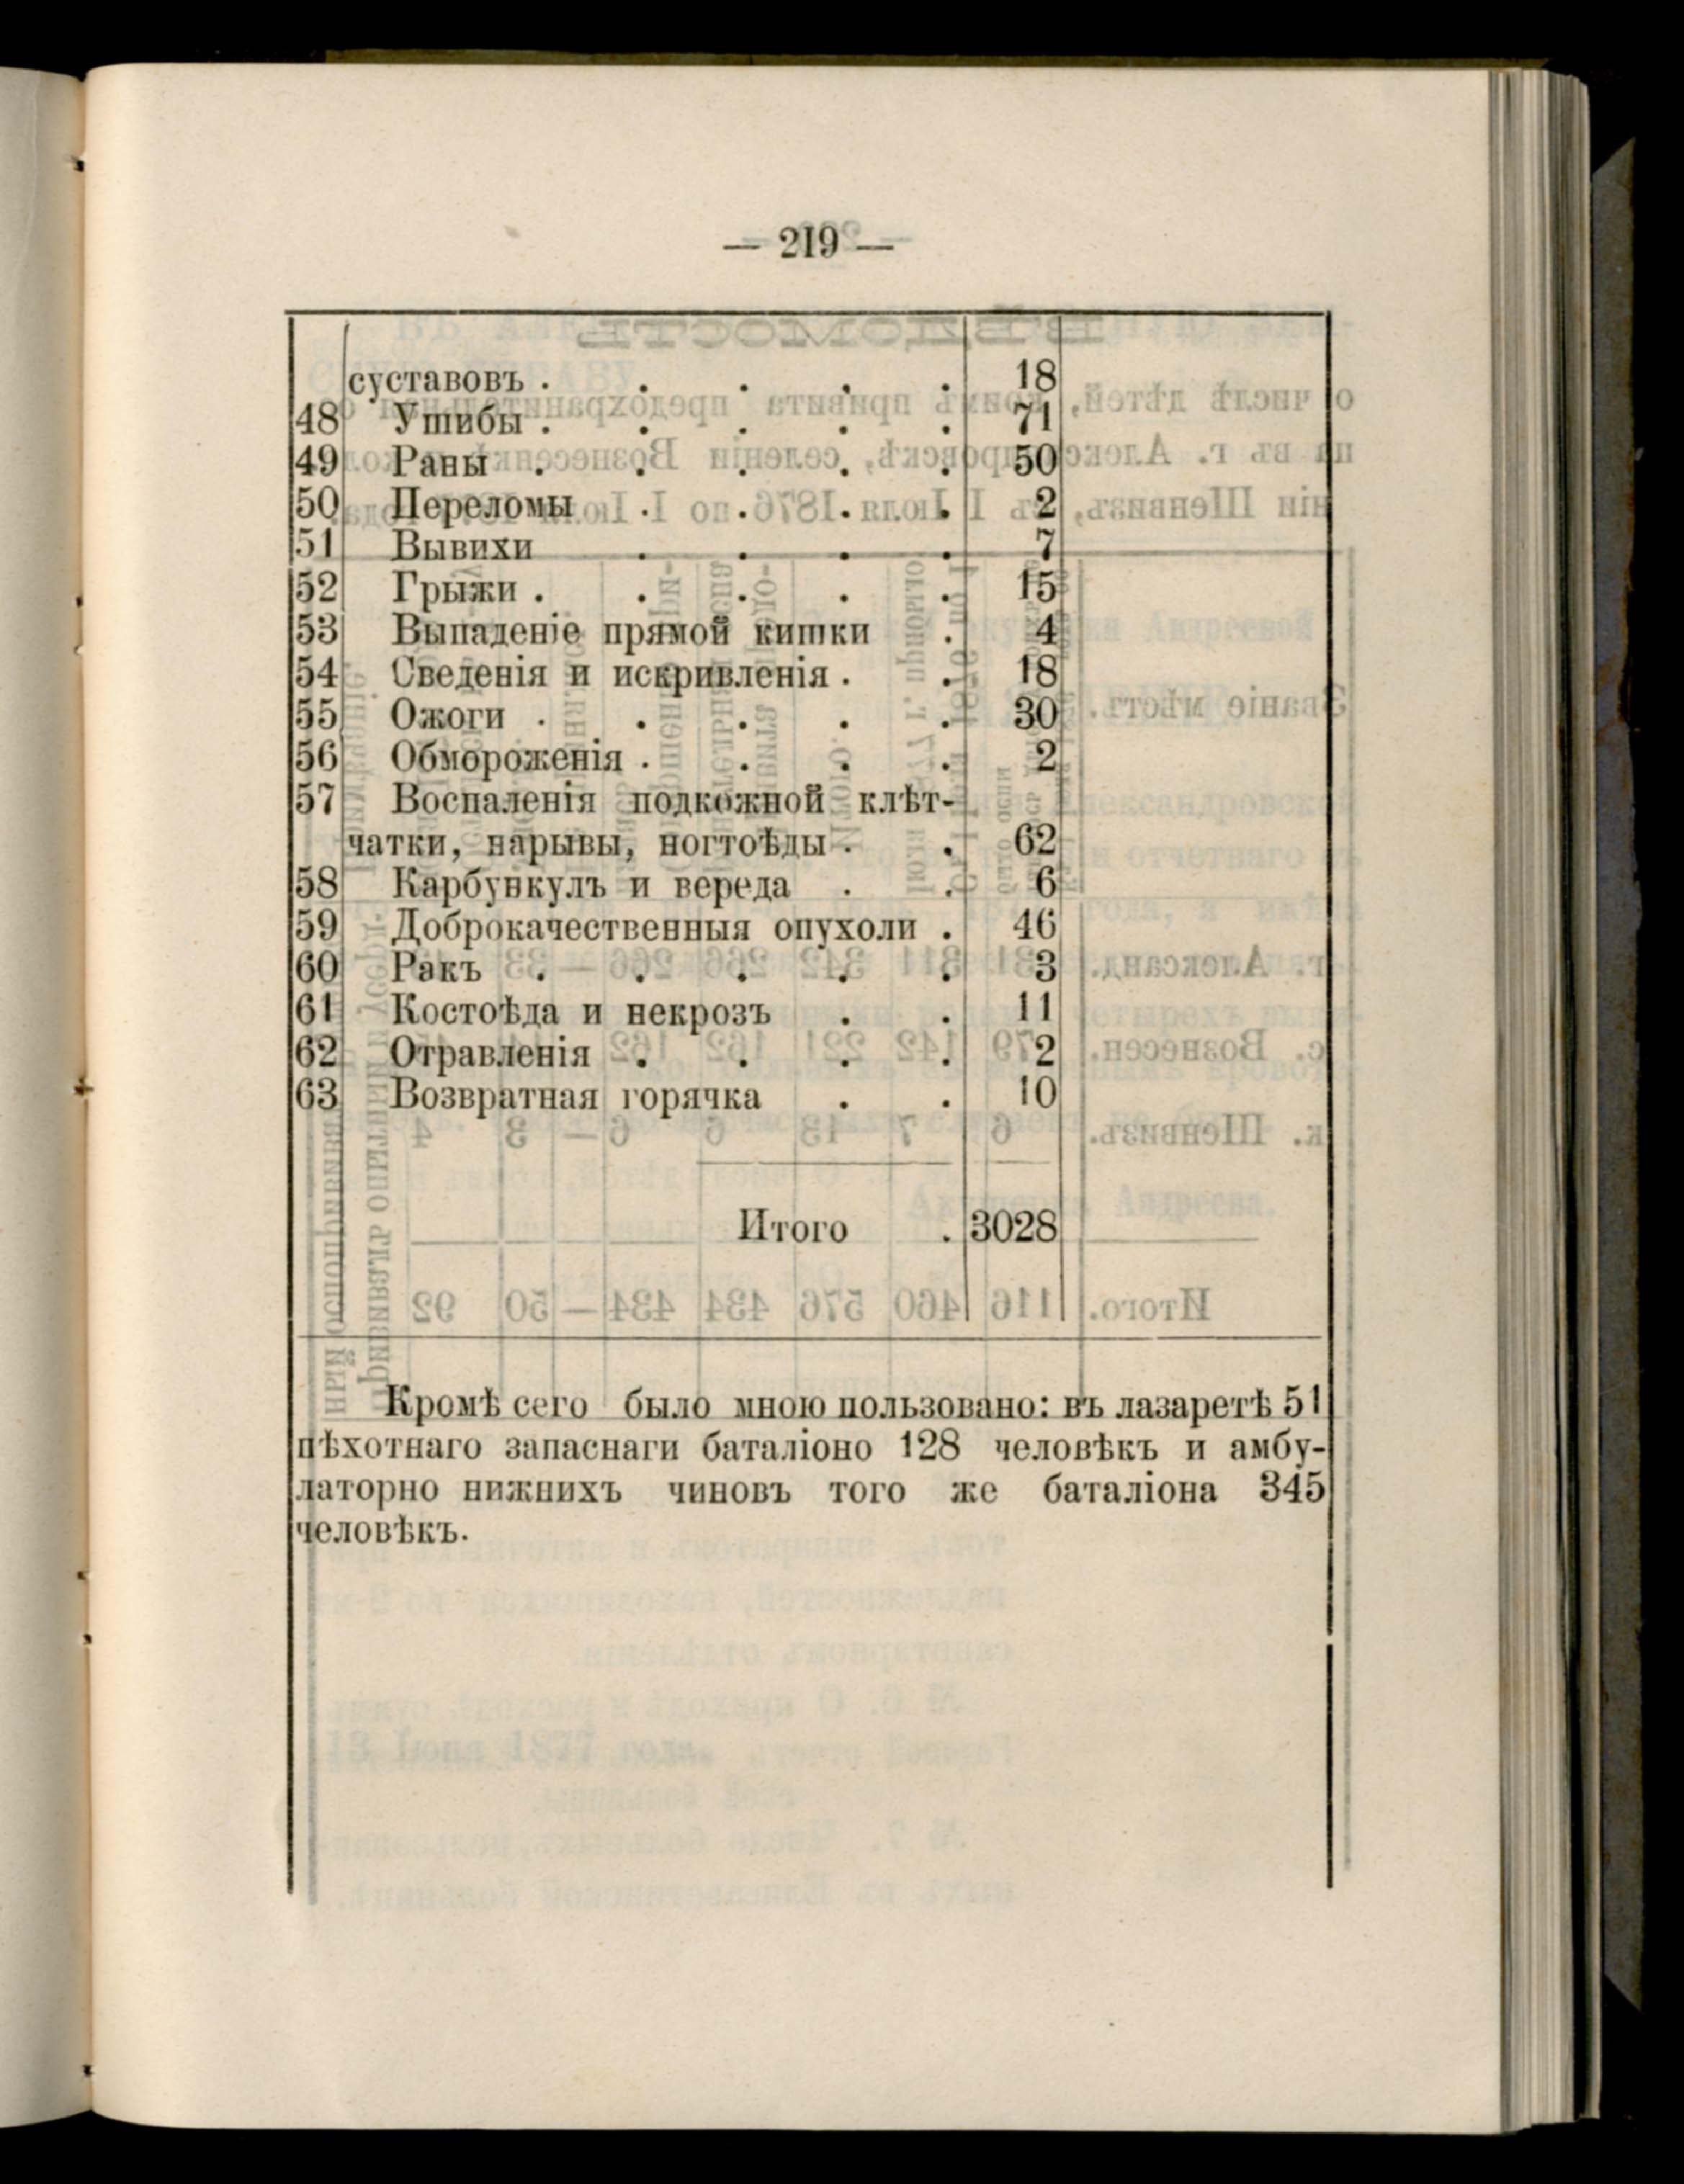 — 219 —
суставовъ . . . . . 18
48 Ушибы . . . . . 71
49 Раны . . . . . 50
50 Переломы . . . . 2
51 Вывихи . . . . 7
52 Грыжи . . . . . 15
53 Выпаденіе прямой кишки . 4
54 Сведенія и искривленія . . 18
55 Ожоги . . . . . 30
56 Обмороженія . . . . 2
57 Воспаленія подкожной клѣт-
чатки, нарывы, ногтоѣды . . 62
58 Карбункулъ и вереда . . 6
59 Доброкачественныя опухоли . 46
60 Ракъ . . . . . 3
61 Костоѣда и некрозъ . . 11
62 Отравленія . . . . 2
63 Возвратная горячка . . 10
Итого . 3028
Кромѣ сего было мною пользовано: въ лазаретѣ 51
пѣхотнаго запаснаги баталіоно 128 человѣкъ и амбу-
латорно нижнихъ чиновъ того же баталіона 345
человѣкъ.